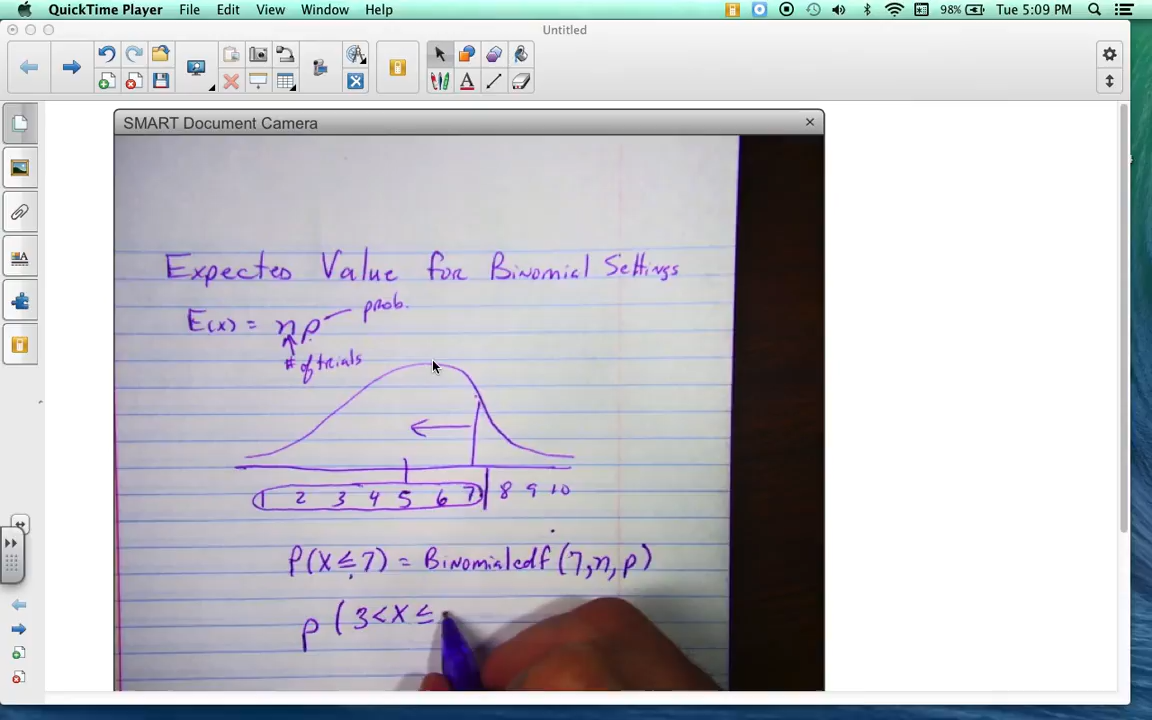 QuickTime Player File Edit View Window Help 98% Tue 5:09 PM
Untitled
SMART Document Camera
Expected Value for Binomial Settings
E(x) = np prob.
# of trials
1 2 3 4 5 6 7 8 9 10
P(X ≤ 7) = Binomialcdf (7, n, p)
P (3 < X ≤